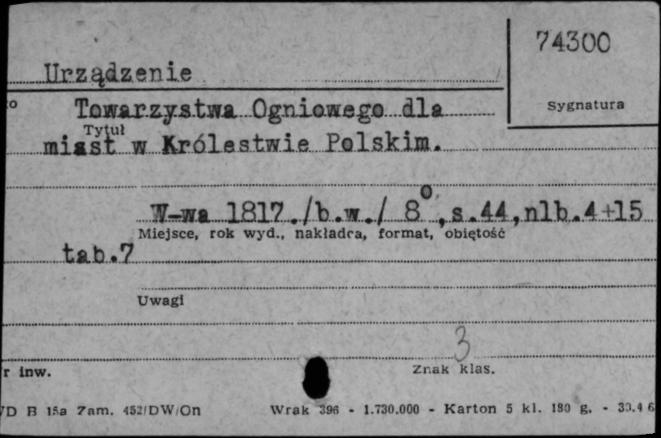 74300
Urządzenie
Sygnatura
o Towarzystwa Ogniowego dla
Tytuł
miast w Królestwie Polskim.
W-wa 1817./b.w./ 8°,s.44,nlb.4+15
Miejsce, rok wyd., nakładca, format, objętość
tab.7
Uwagi
3
r inw.
Znak klas.
/D B 15a Zam. 452/DW/On Wrak 396 - 1.730.000 - Karton 5 kl. 180 g. - 30.4 6